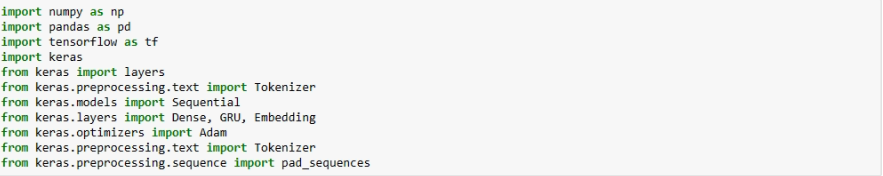 import numpy as np
import pandas as pd
import tensorflow as tf
import keras
from keras import layers
from keras.preprocessing.text import Tokenizer
from keras.models import Sequential
from keras.layers import Dense, GRU, Embedding
from keras.optimizers import Adam
from keras.preprocessing.text import Tokenizer
from keras.preprocessing.sequence import pad_sequences